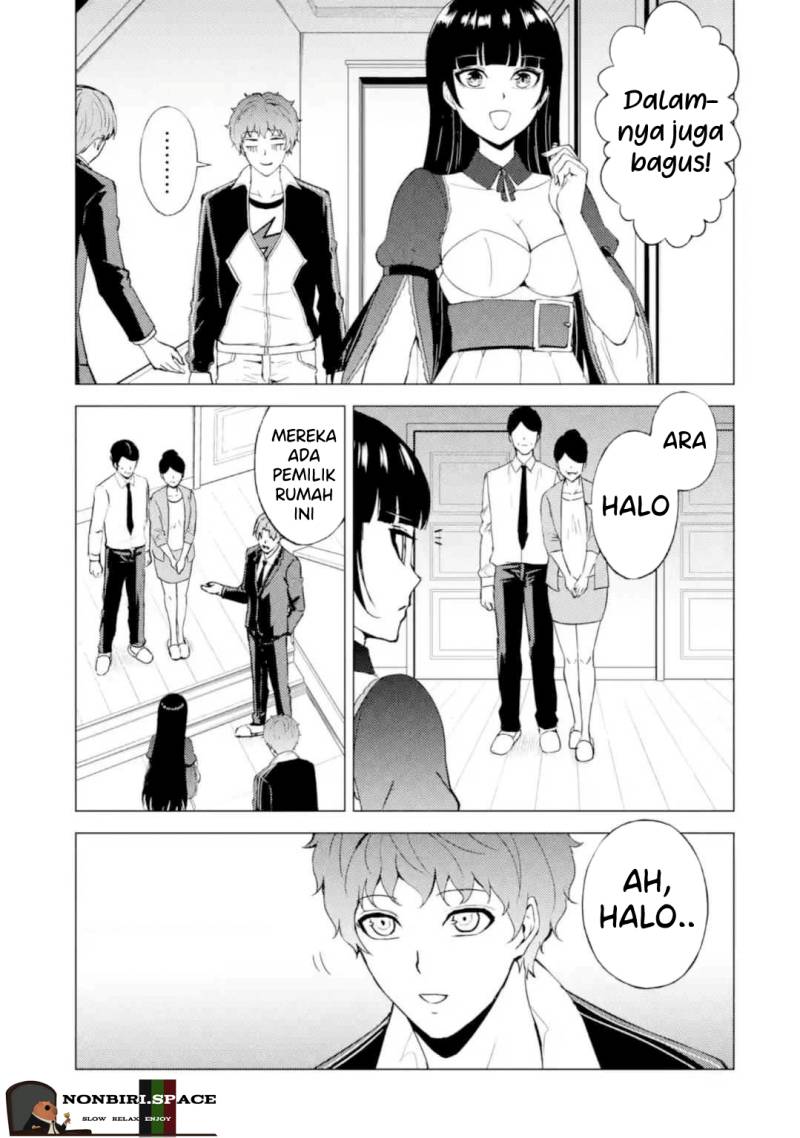 Dalam-
nya juga
bagus!
........
ARA
HALO
MEREKA
ADA
PEMILIK
RUMAH
INI
AH,
HALO..
NONBIRI.SPACE
SLOW RELAX ENJOY